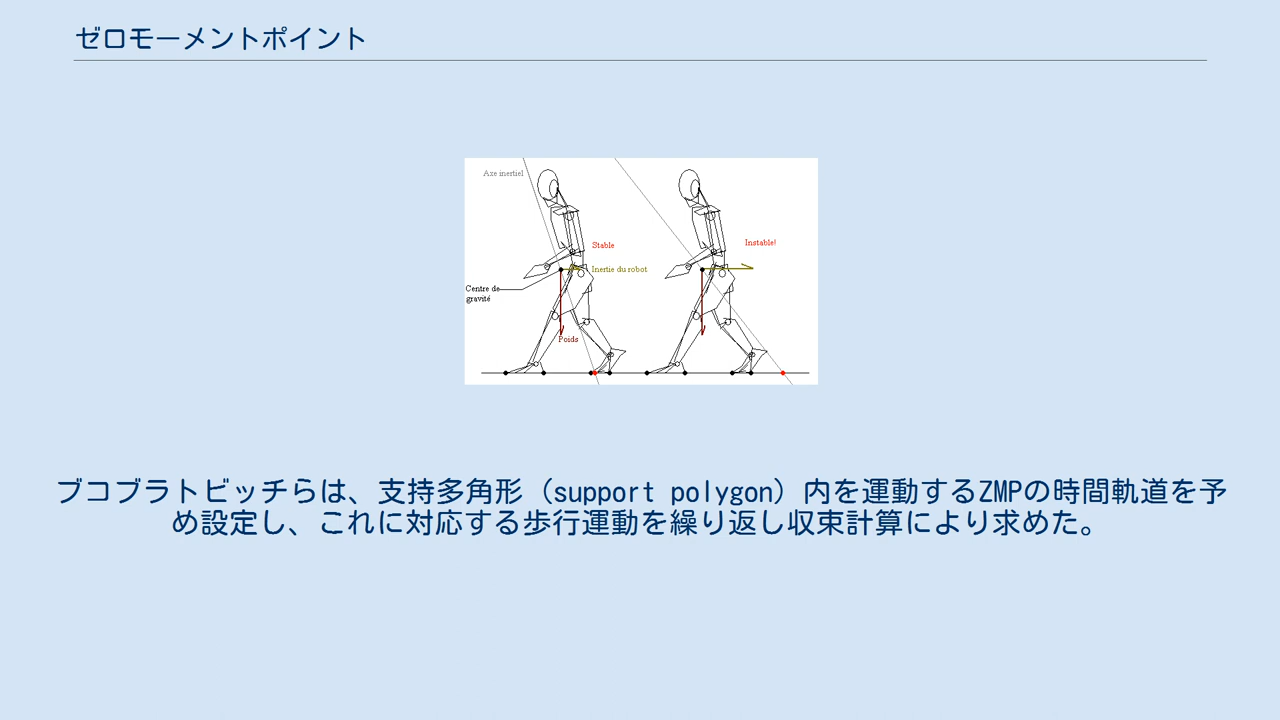 ゼロモーメントポイント
Axe inertiel
Stable
Instable!
Inertie du robot
Centre de
gravité
Poids
ブコブラトビッチらは、支持多角形（support polygon）内を運動するZMPの時間軌道を予
め設定し、これに対応する歩行運動を繰り返し収束計算により求めた。